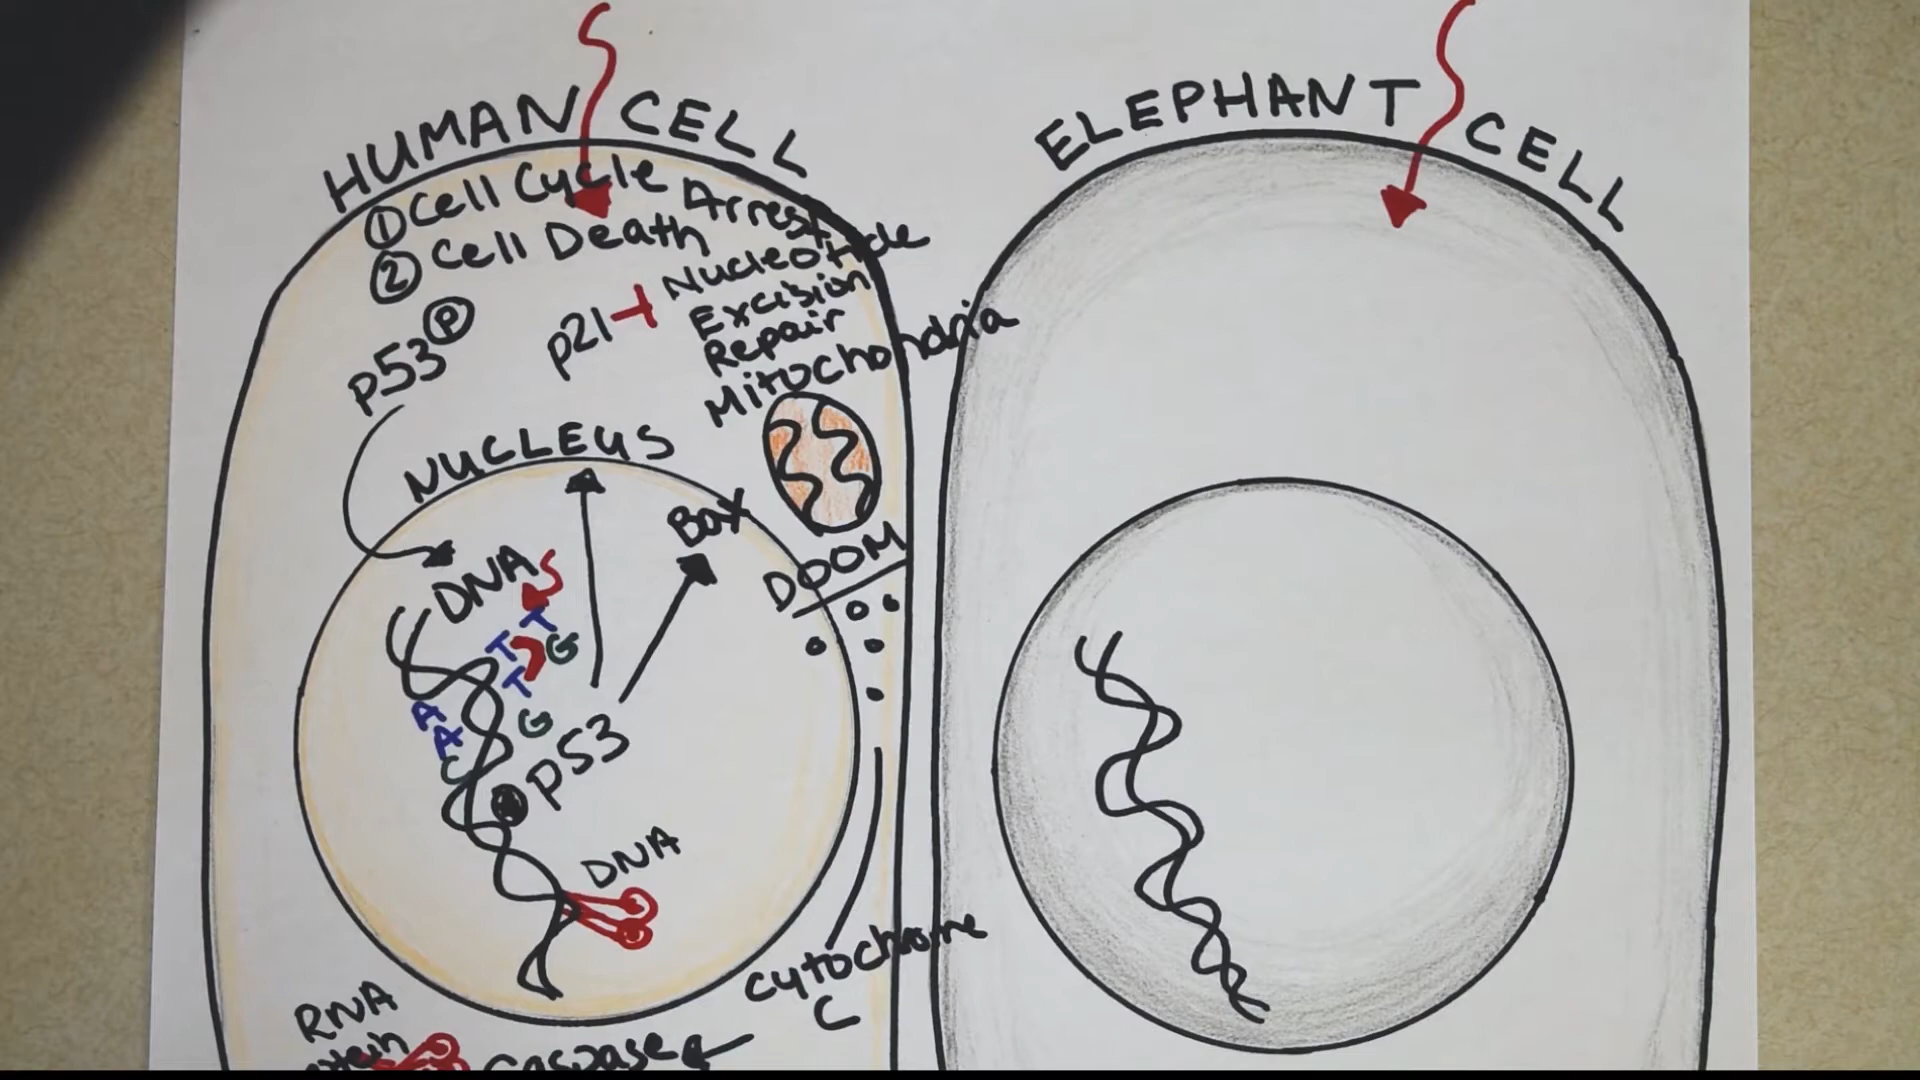 HUMAN CELL
ELEPHANT CELL
① Cell Cycle Arrest
② Cell Death
p53 P
p21
Nucleotide
Excision
Repair
Mitochondria
NUCLEUS
Bax
DOOM
DNA
T
T G
T
A
G
A
C
p53
DNA
cytochrome
C
RNA
caspase